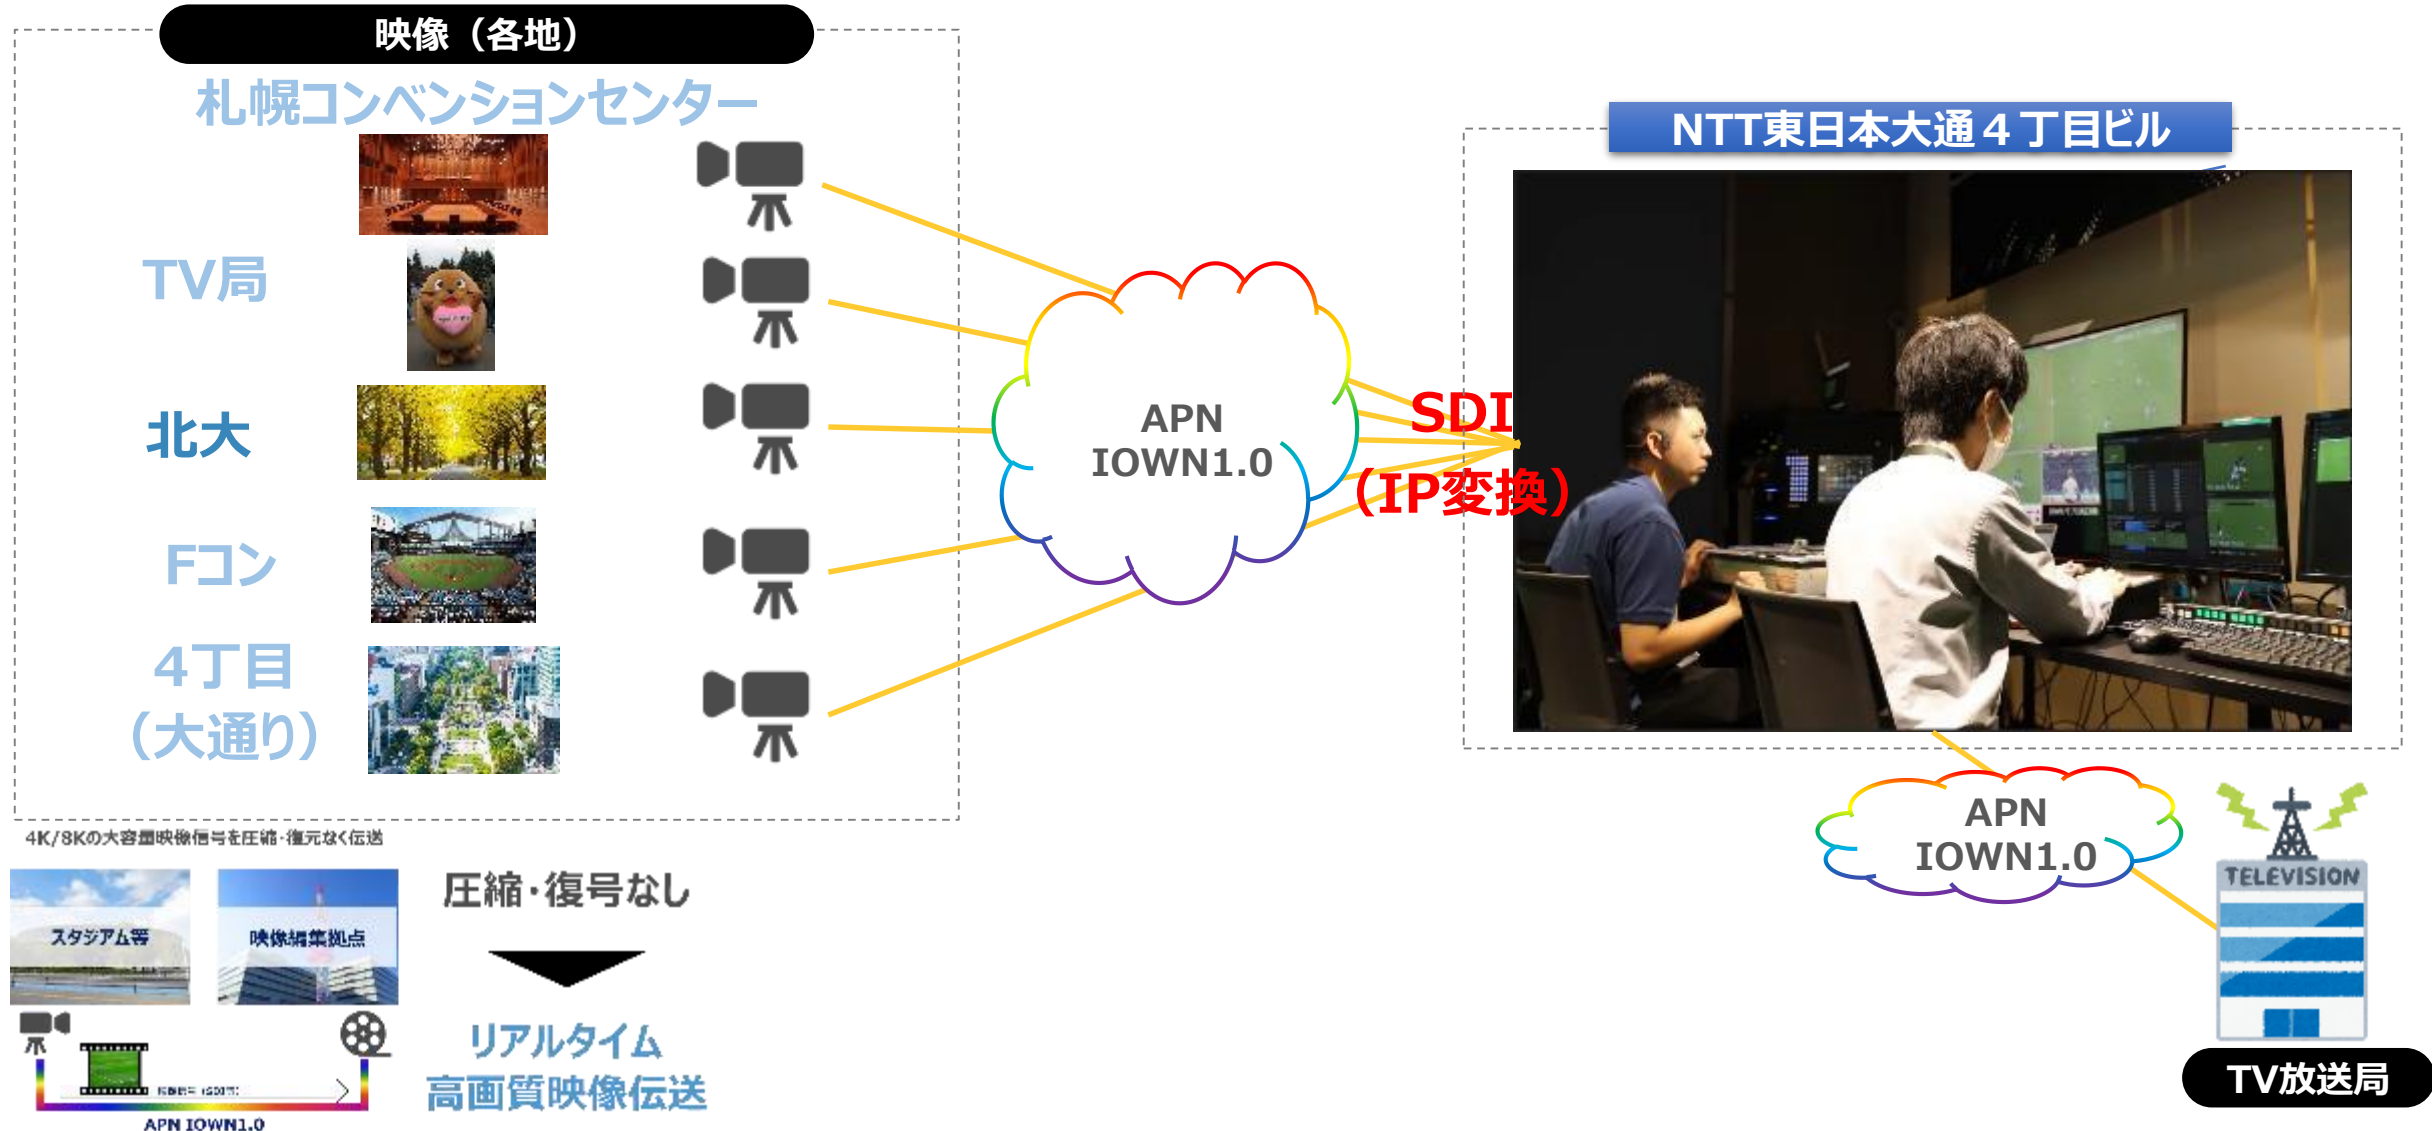 映像（各地）
札幌コンベンションセンター
TV局
北大
Fコン
４丁目
（大通り）
APN
IOWN1.0
SDI
（IP変換）
NTT東日本大通４丁目ビル
APN
IOWN1.0
TELEVISION
TV放送局
4K/8Kの大容量映像信号を圧縮・復元なく伝送
スタジアム等
映像編集拠点
APN IOWN1.0
圧縮・復号なし
リアルタイム
高画質映像伝送